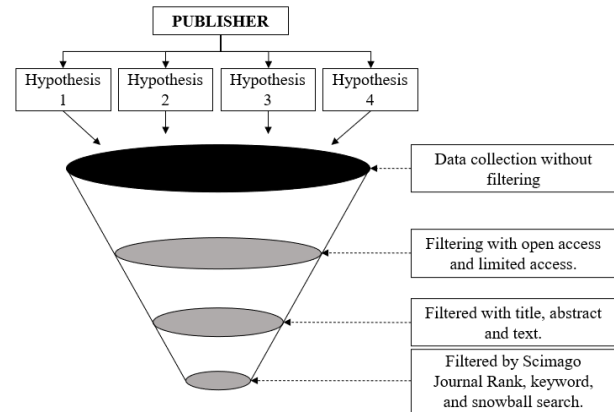 PUBLISHER
Hypothesis
1
Hypothesis
2
Hypothesis
3
Hypothesis
4
Data collection without
filtering
Filtering with open access
and limited access.
Filtered with title, abstract
and text.
Filtered by Scimago
Journal Rank, keyword,
and snowball search.